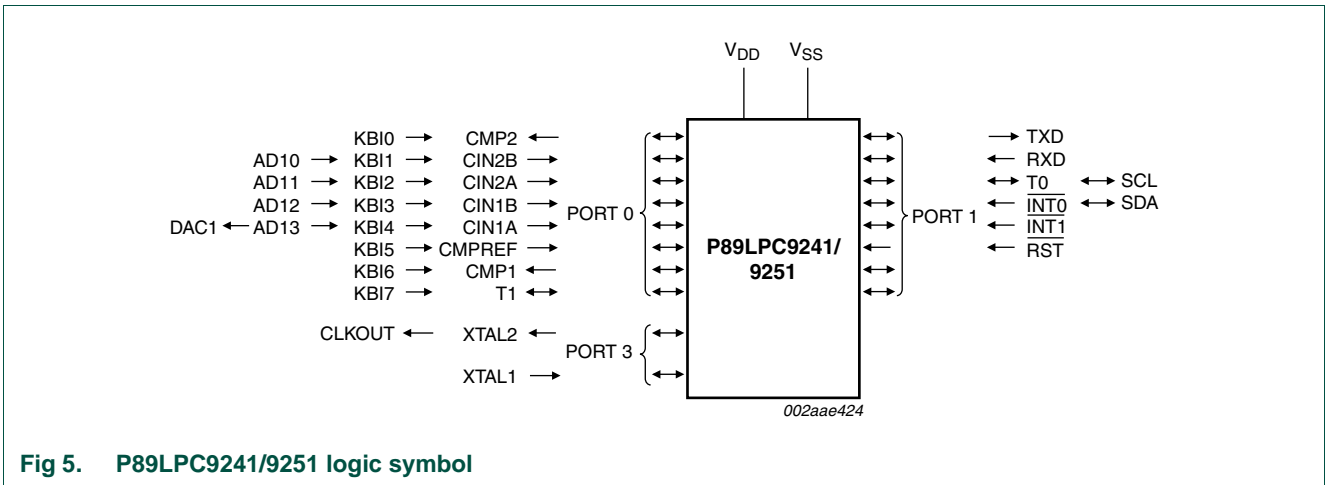 VDD VSS
KBI0 CMP2 TXD
AD10 KBI1 CIN2B RXD
AD11 KBI2 CIN2A T0 SCL
AD12 KBI3 CIN1B PORT 0 PORT 1 INT0 SDA
DAC1 AD13 KBI4 CIN1A INT1
KBI5 CMPREF P89LPC9241/ RST
KBI6 CMP1 9251
KBI7 T1
CLKOUT XTAL2
PORT 3
XTAL1
002aae424
Fig 5. P89LPC9241/9251 logic symbol